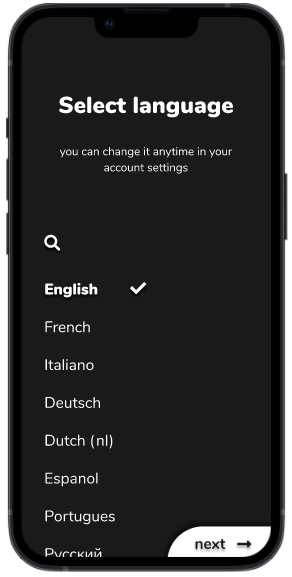 Select language
you can change it anytime in your
account settings
English
French
Italiano
Deutsch
Dutch (nl)
Espanol
Portugues
Русский
next